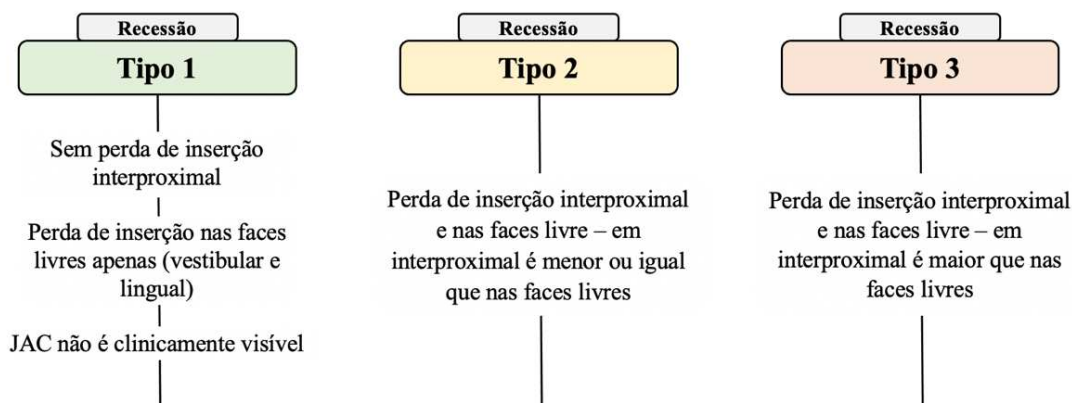 Recessão
Tipo 1
Sem perda de inserção
interproximal
Perda de inserção nas faces
livres apenas (vestibular e
lingual)
JAC não é clinicamente visível
Recessão
Tipo 2
Perda de inserção interproximal
e nas faces livre – em
interproximal é menor ou igual
que nas faces livres
Recessão
Tipo 3
Perda de inserção interproximal
e nas faces livre – em
interproximal é maior que nas
faces livres